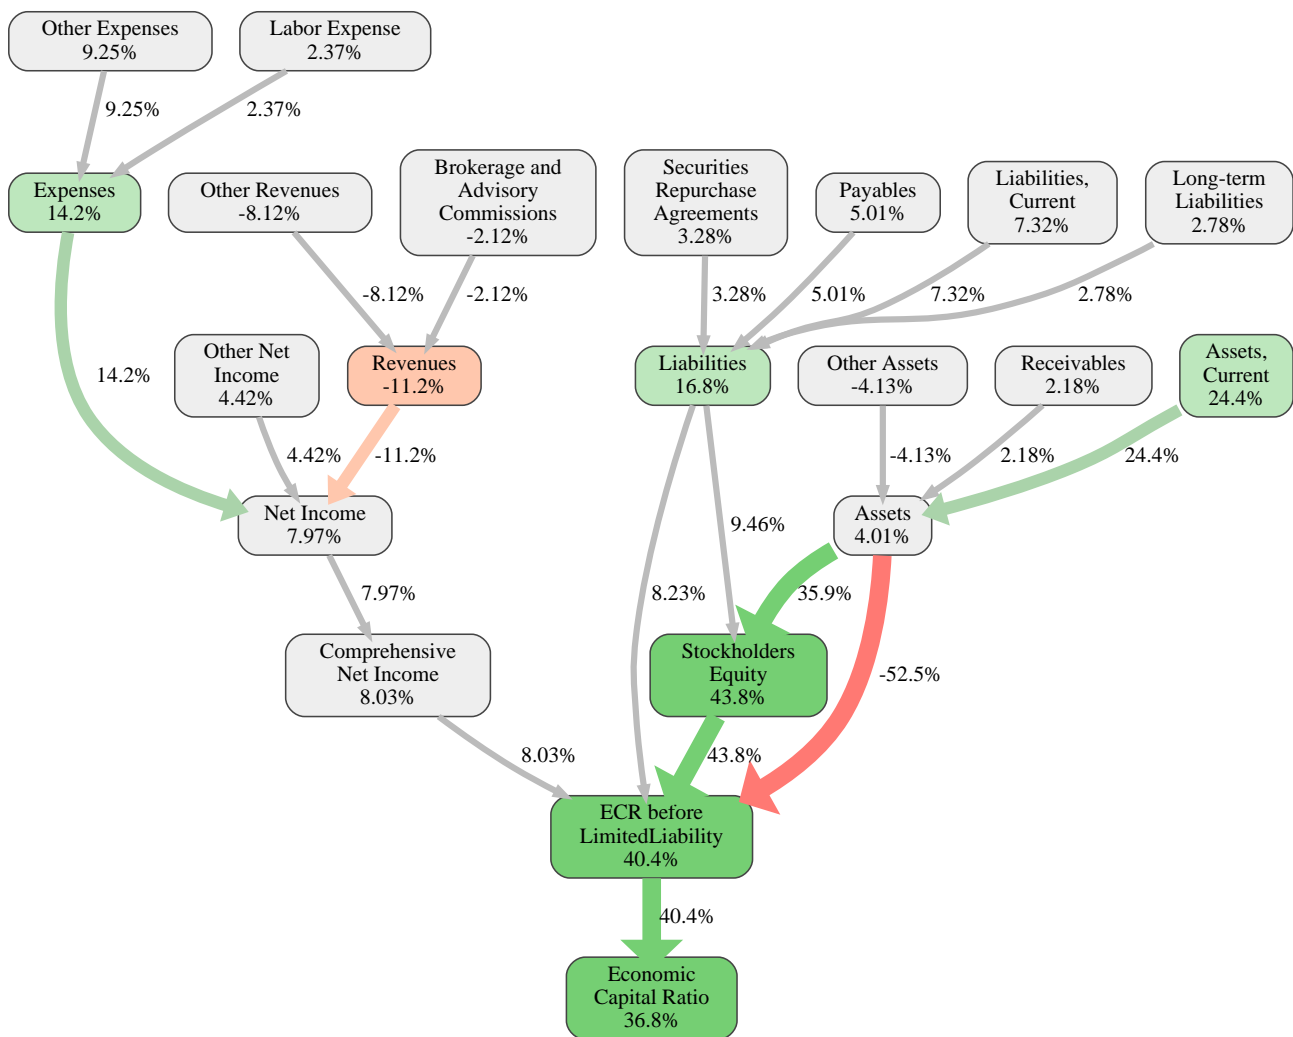 Other Expenses
9.25%
Labor Expense
2.37%
9.25%
2.37%
Expenses
14.2%
Other Revenues
-8.12%
Brokerage and
Advisory
Commissions
-2.12%
Securities
Repurchase
Agreements
3.28%
Payables
5.01%
Liabilities,
Current
7.32%
Long-term
Liabilities
2.78%
-8.12%
-2.12%
3.28%
5.01%
7.32%
2.78%
14.2%
Other Net
Income
4.42%
Revenues
-11.2%
Liabilities
16.8%
Other Assets
-4.13%
Receivables
2.18%
Assets,
Current
24.4%
4.42%
-11.2%
-4.13%
2.18%
24.4%
Net Income
7.97%
9.46%
Assets
4.01%
7.97%
8.23%
35.9%
Comprehensive
Net Income
8.03%
Stockholders
Equity
43.8%
-52.5%
8.03%
43.8%
ECR before
LimitedLiability
40.4%
40.4%
Economic
Capital Ratio
36.8%